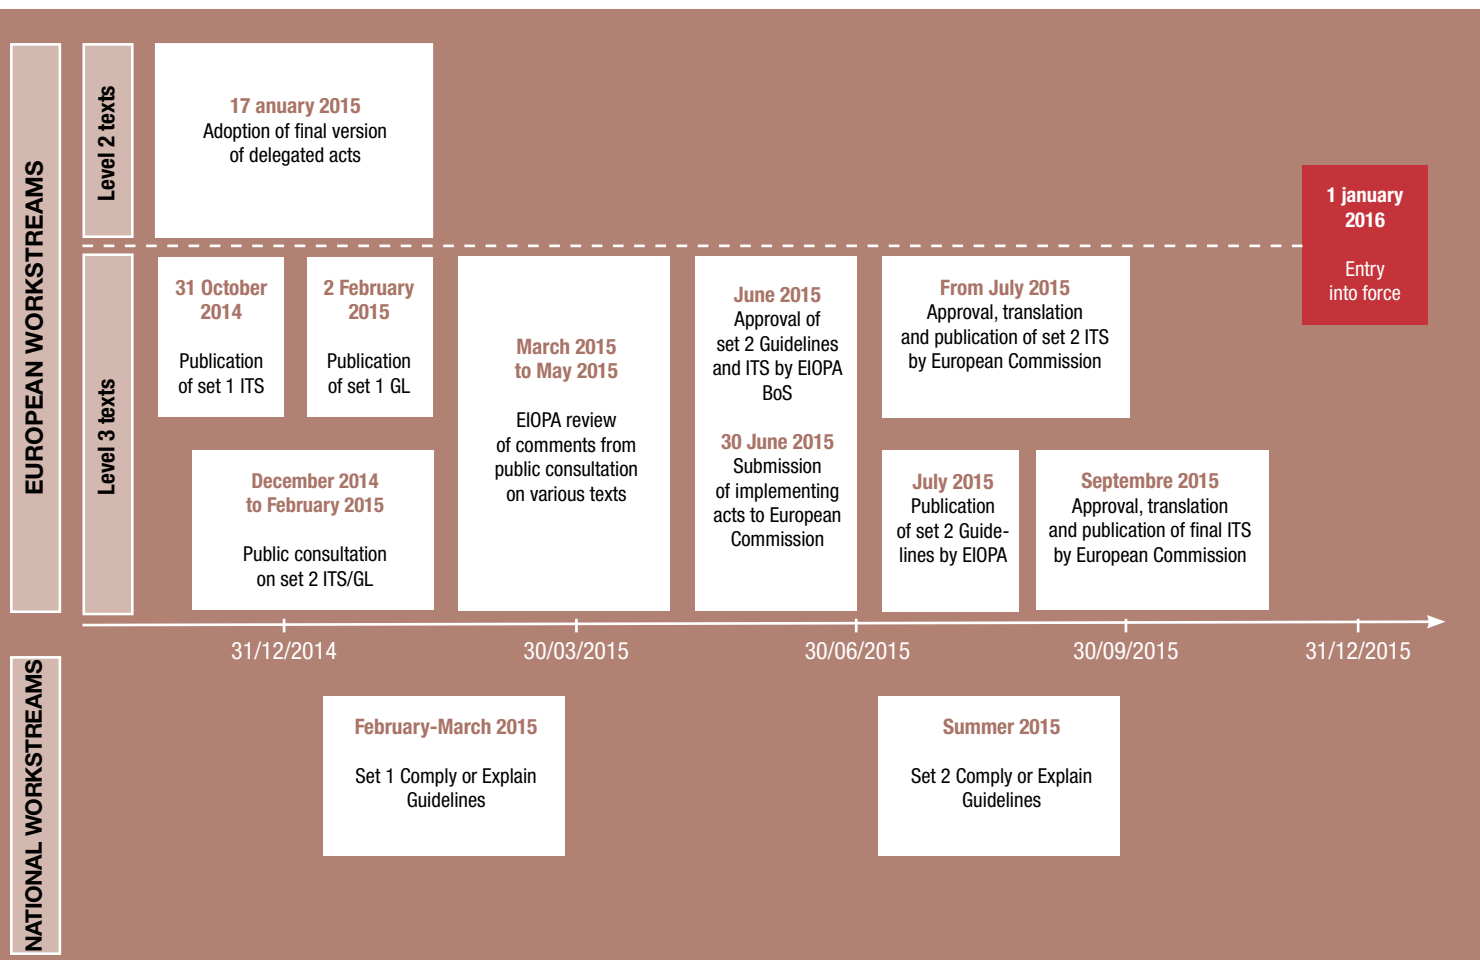 EUROPEAN WORKSTREAMS
Level 2 texts
17 anuary 2015
Adoption of final version
of delegated acts
1 january
2016
Entry
into force
Level 3 texts
31 October
2014
Publication
of set 1 ITS
2 February
2015
Publication
of set 1 GL
December 2014
to February 2015
Public consultation
on set 2 ITS/GL
March 2015
to May 2015
EIOPA review
of comments from
public consultation
on various texts
June 2015
Approval of
set 2 Guidelines
and ITS by EIOPA
BoS
30 June 2015
Submission
of implementing
acts to European
Commission
From July 2015
Approval, translation
and publication of set 2 ITS
by European Commission
July 2015
Publication
of set 2 Guide-
lines by EIOPA
Septembre 2015
Approval, translation
and publication of final ITS
by European Commission
31/12/2014
30/03/2015
30/06/2015
30/09/2015
31/12/2015
NATIONAL WORKSTREAMS
February-March 2015
Set 1 Comply or Explain
Guidelines
Summer 2015
Set 2 Comply or Explain
Guidelines